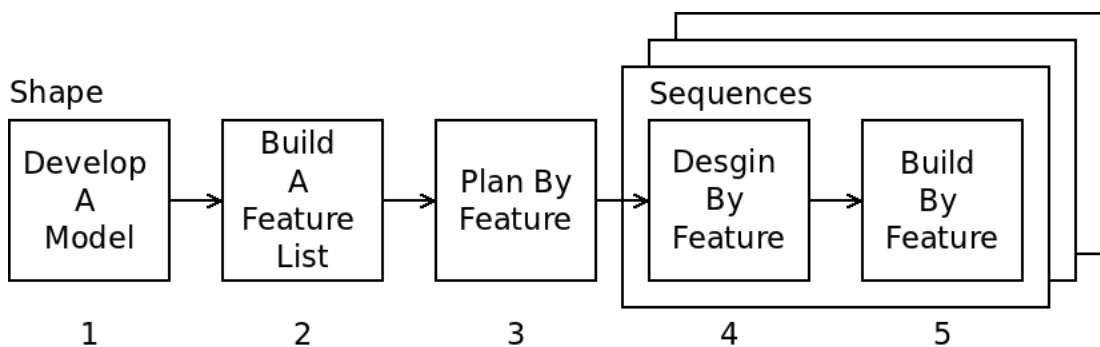 Shape
Develop
A
Model
Build
A
Feature
List
Plan By
Feature
Sequences
Desgin
By
Feature
Build
By
Feature
1
2
3
4
5